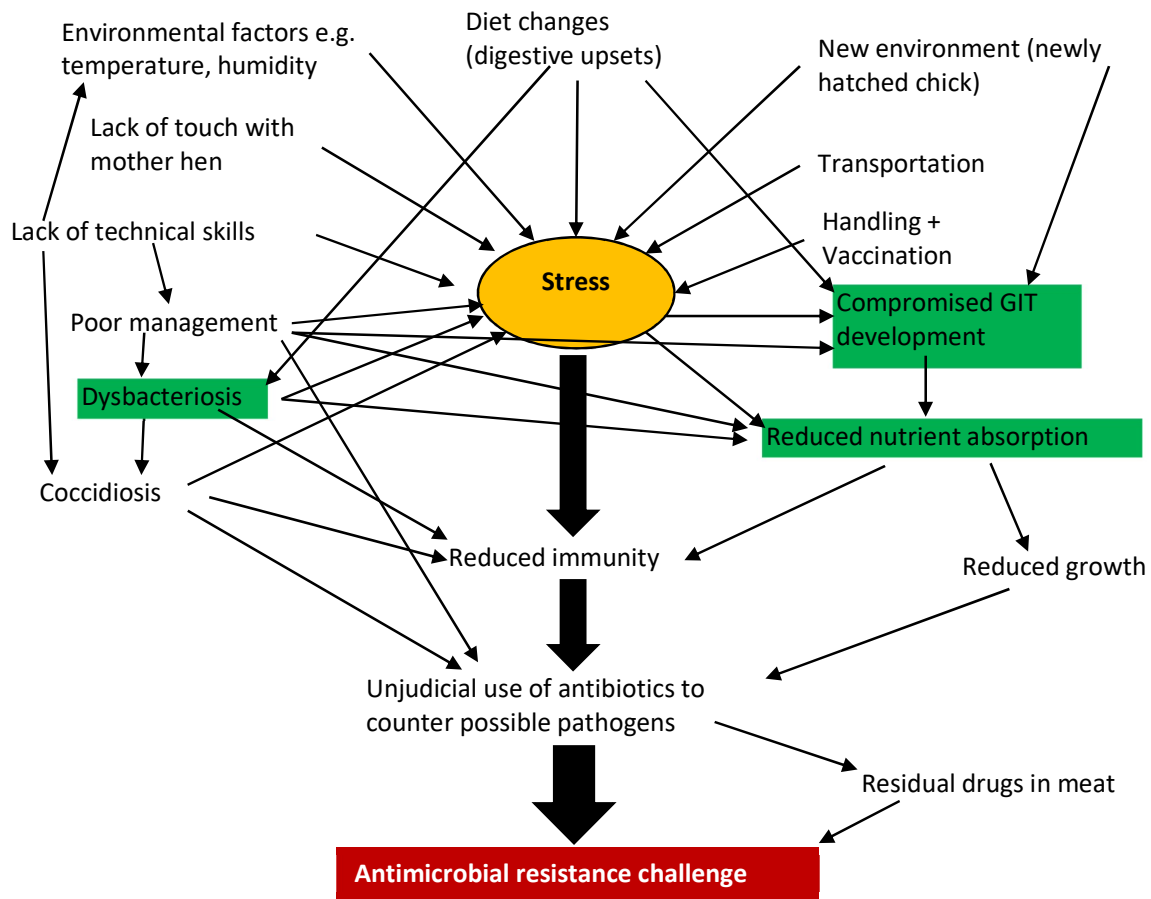 Environmental factors e.g.
temperature, humidity
Diet changes
(digestive upsets)
New environment (newly
hatched chick)
Lack of touch with
mother hen
Transportation
Lack of technical skills
Handling +
Vaccination
Stress
Compromised GIT
development
Poor management
Dysbacteriosis
Reduced nutrient absorption
Coccidiosis
Reduced immunity
Reduced growth
Unjudicial use of antibiotics to
counter possible pathogens
Residual drugs in meat
Antimicrobial resistance challenge